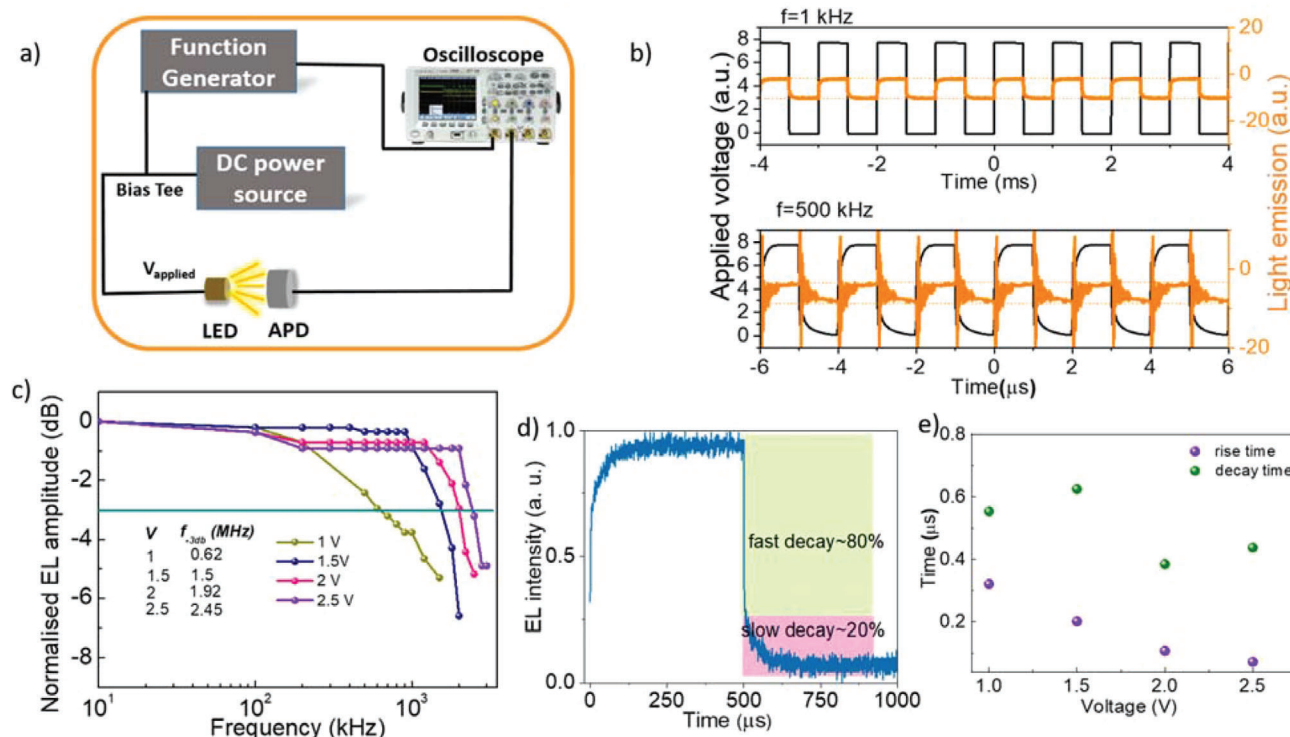 a)
Function
Generator
Oscilloscope
DC power
source
Bias Tee
V applied
LED
APD
b)
f=1 kHz
Applied voltage (a.u.)
Light emission (a.u.)
8
6
4
2
0
20
0
-10
-20
-4
-2
0
2
4
Time (ms)
f=500 kHz
8
6
4
2
0
0
-20
-6
-4
-2
0
2
4
6
Time(μs)
c)
Normalised EL amplitude (dB)
0
-2
-4
-6
-8
V f-3db (MHz)
1 0.62
1.5 1.5
2 1.92
2.5 2.45
1 V
1.5V
2 V
2.5 V
10¹
10²
10³
Frequency (kHz)
d)
EL intensity (a. u.)
1.0
0.5
0.0
fast decay~80%
slow decay~20%
0
250
500
750
1000
Time (μs)
e)
Time (μs)
0.8
0.6
0.4
0.2
rise time
decay time
1.0
1.5
2.0
2.5
Voltage (V)